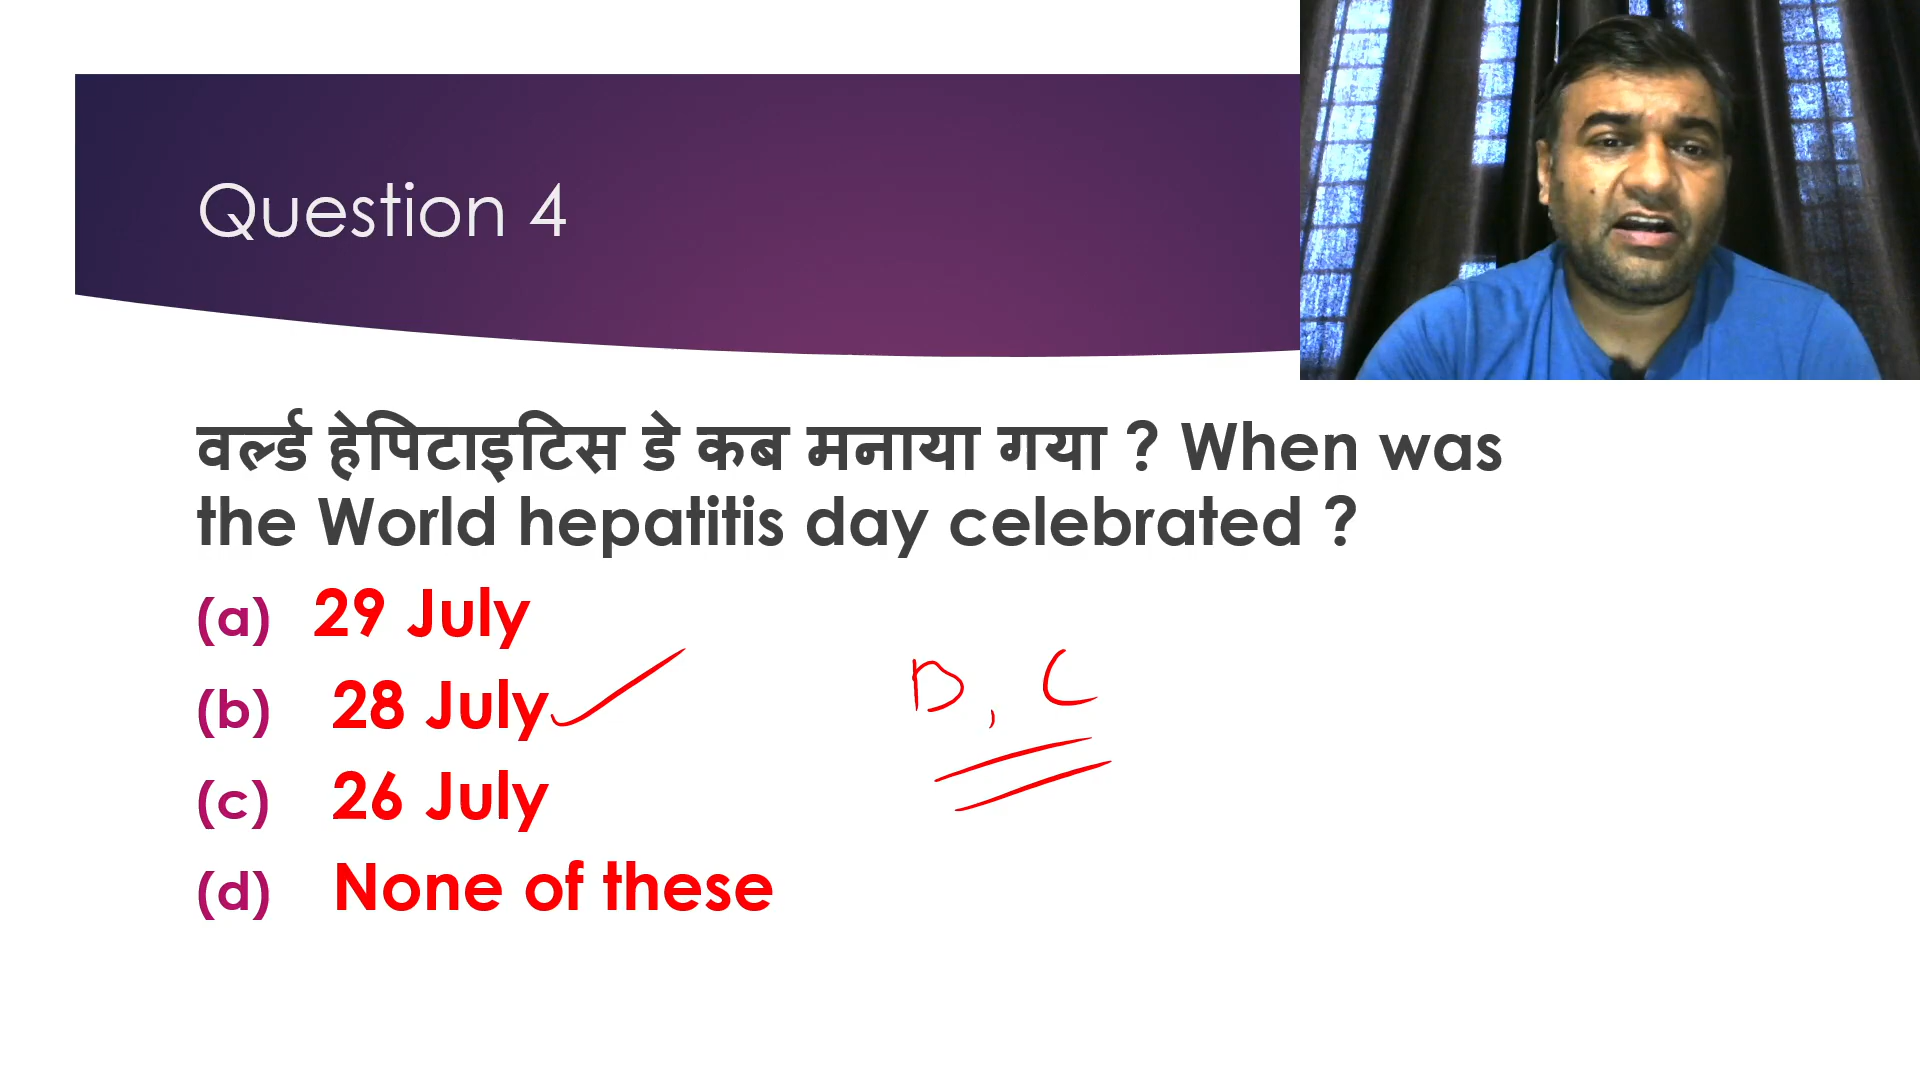 Question 4
वर्ल्ड हेपिटाइटिस डे कब मनाया गया ? When was
the World hepatitis day celebrated ?
(a) 29 July
(b) 28 July
D, C
(c) 26 July
(d) None of these